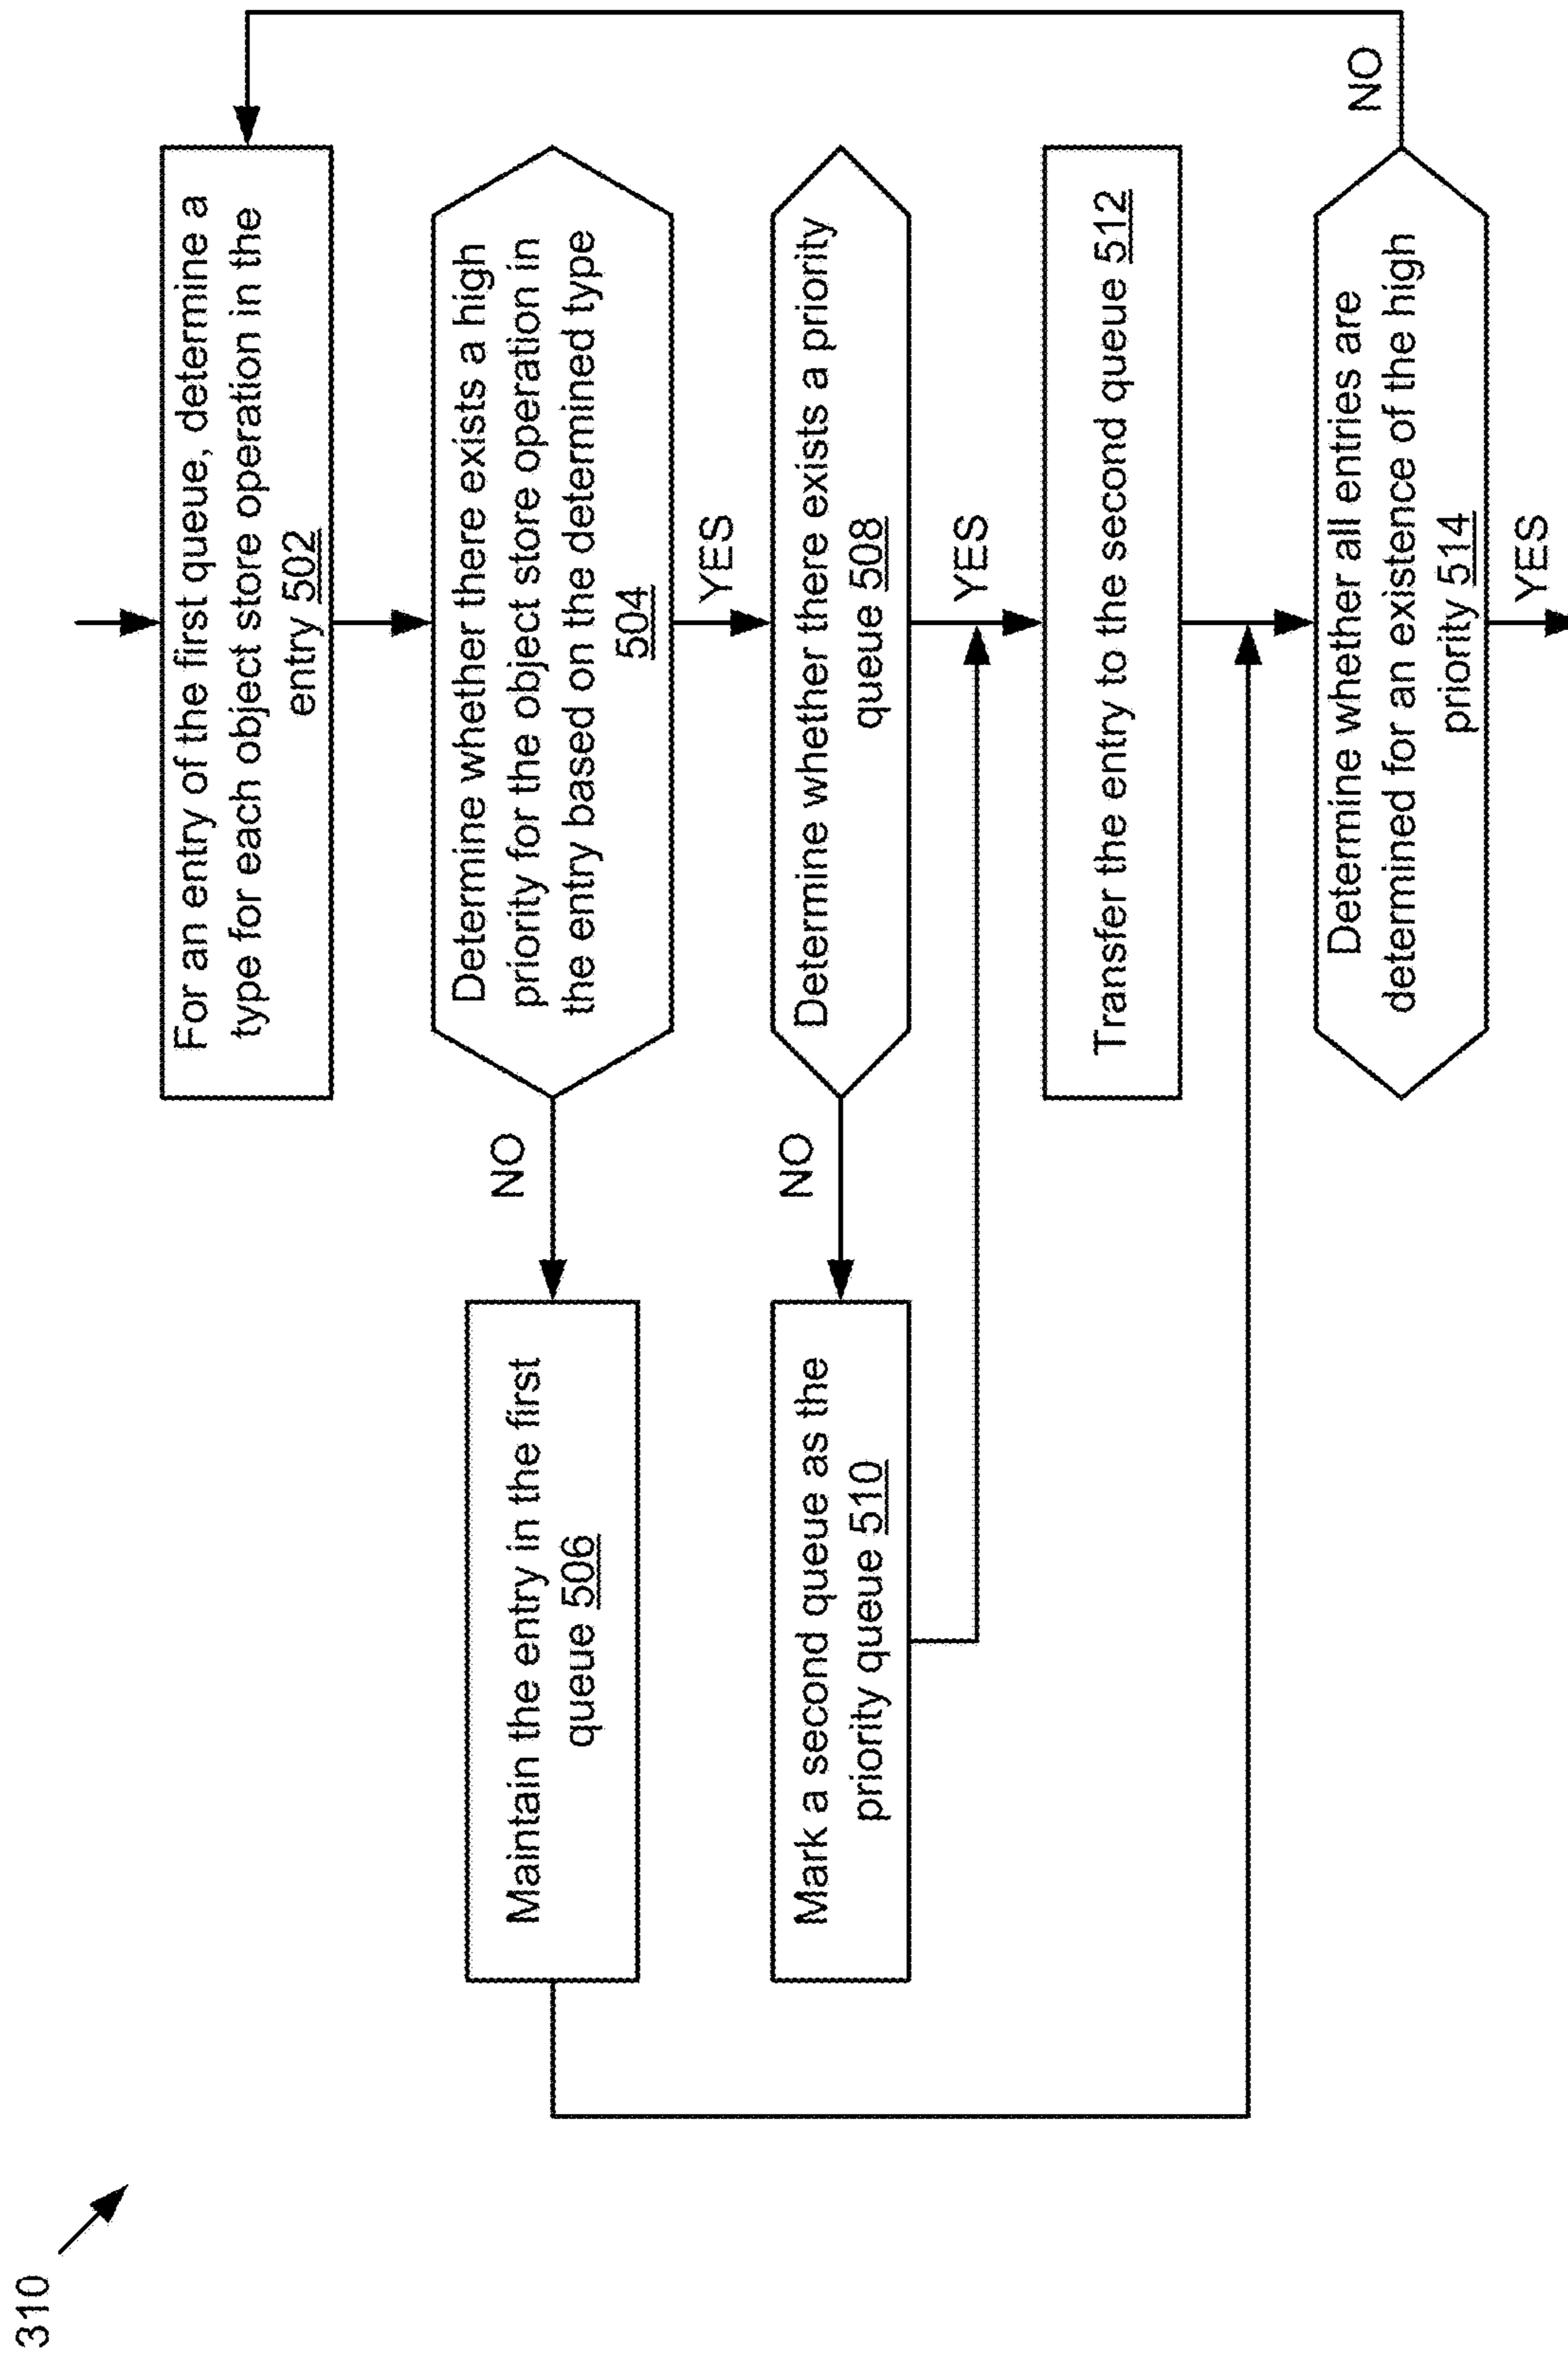 310
For an entry of the first queue, determine a
type for each object store operation in the
entry 502
Determine whether there exists a high
priority for the object store operation in
the entry based on the determined type
504
NO
YES
Maintain the entry in the first
queue 506
Determine whether there exists a priority
queue 508
NO
YES
Mark a second queue as the
priority queue 510
Transfer the entry to the second queue 512
Determine whether all entries are
determined for an existence of the high
priority 514
NO
YES